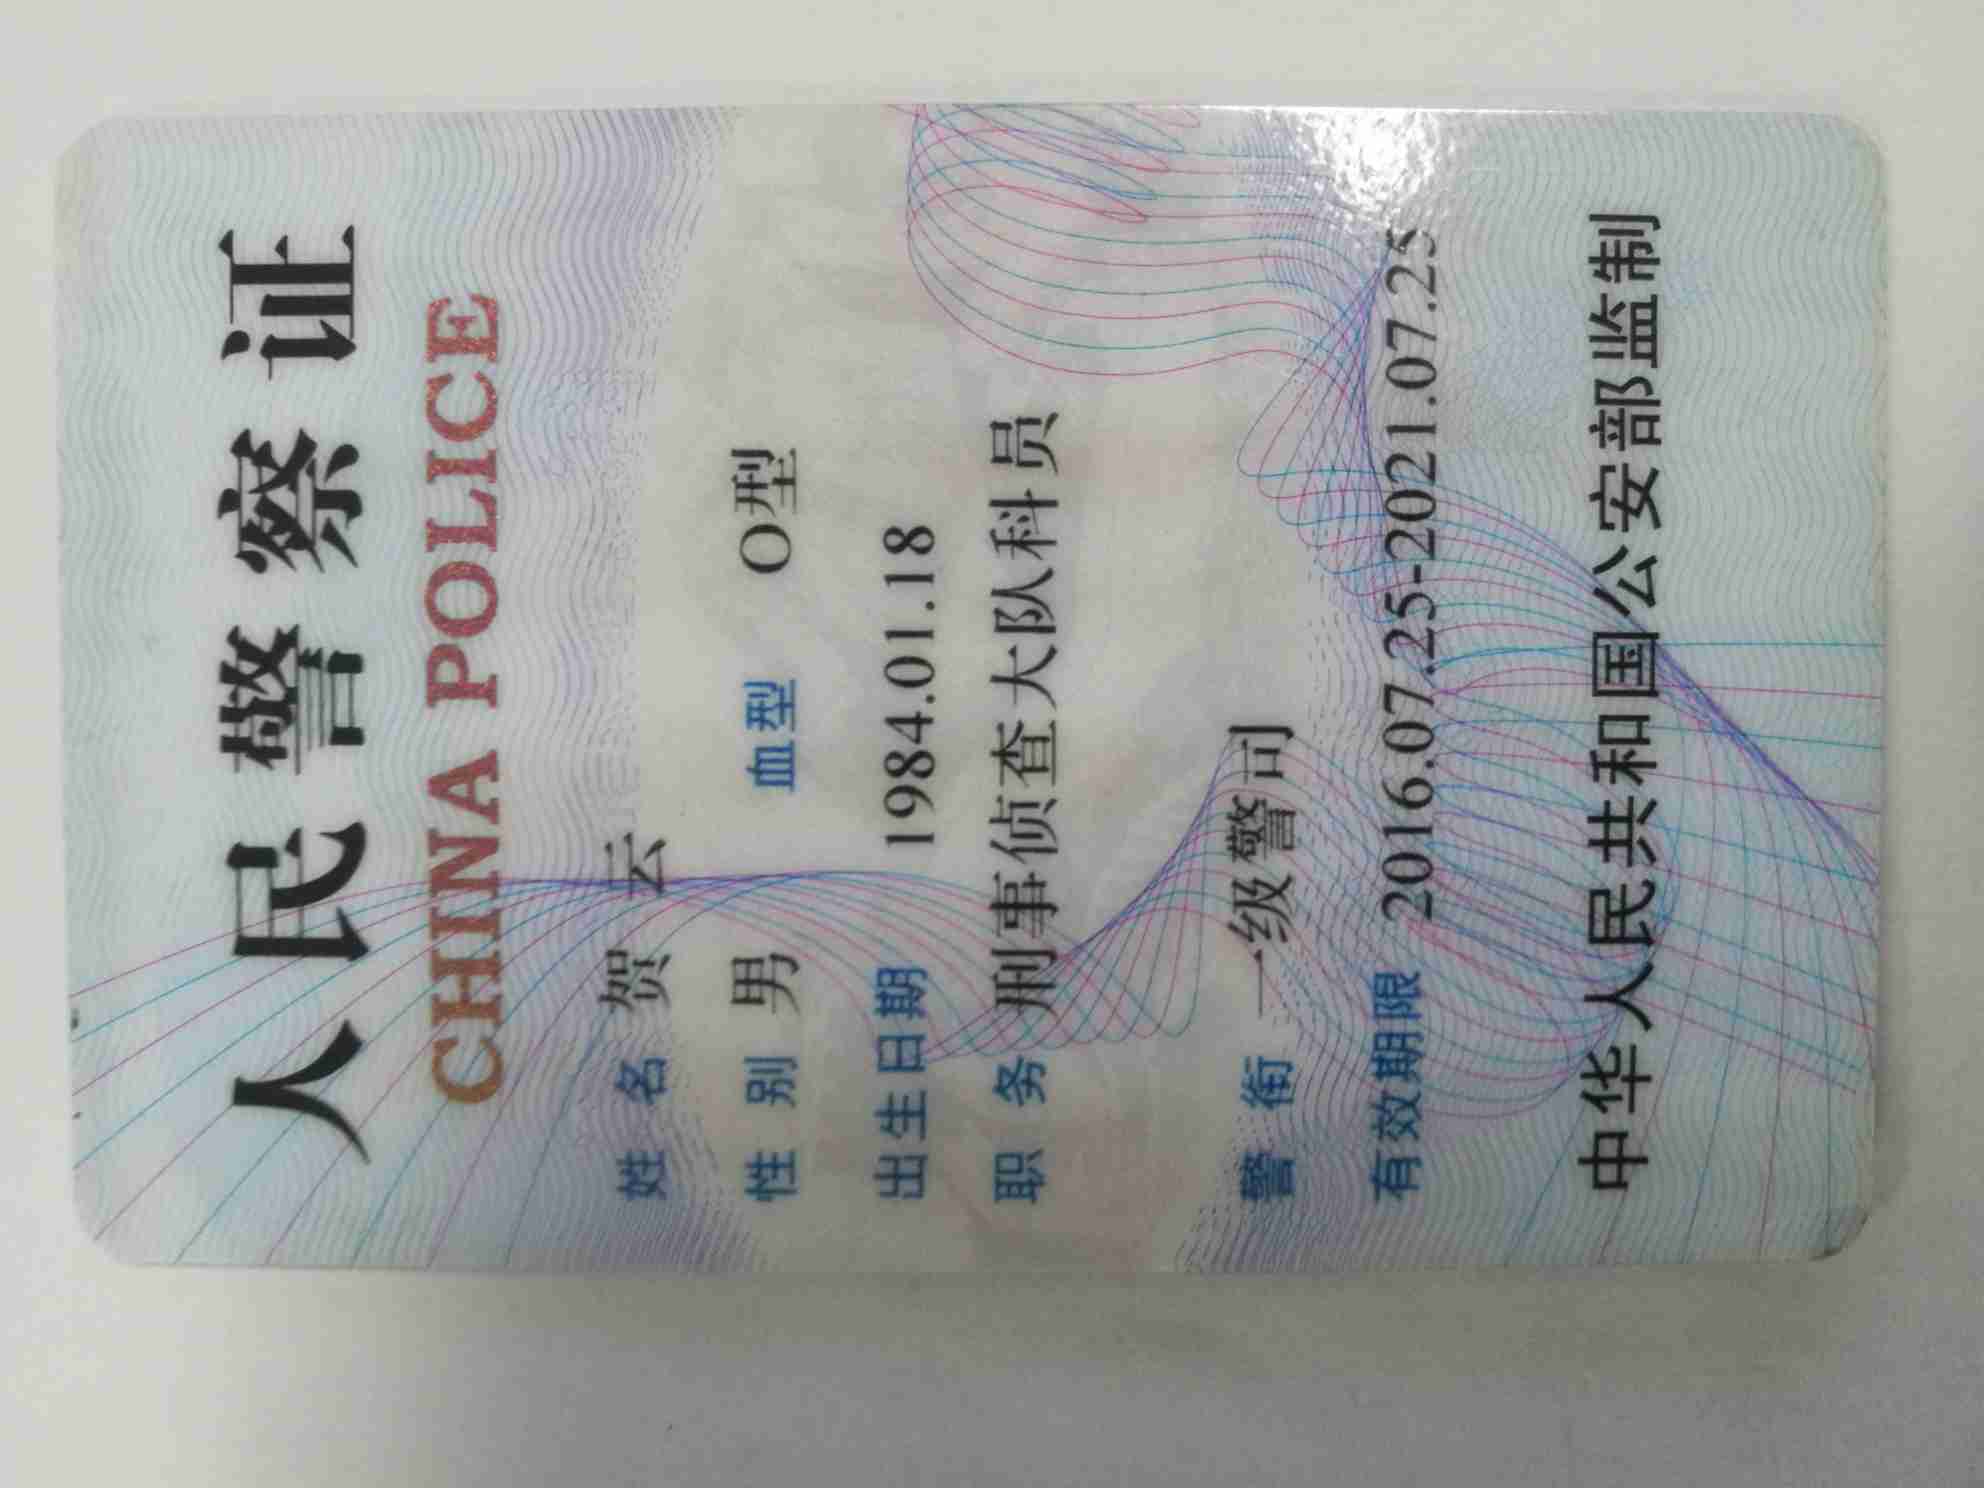 人民警察证
CHINA POLICE
姓 名 贺 云
性 别 男 血型 O型
出生日期 1984.01.18
职 务 刑事侦查大队科员
警 衔 一级警司
有效期限 2016.07.25-2021.07.25
中华人民共和国公安部监制